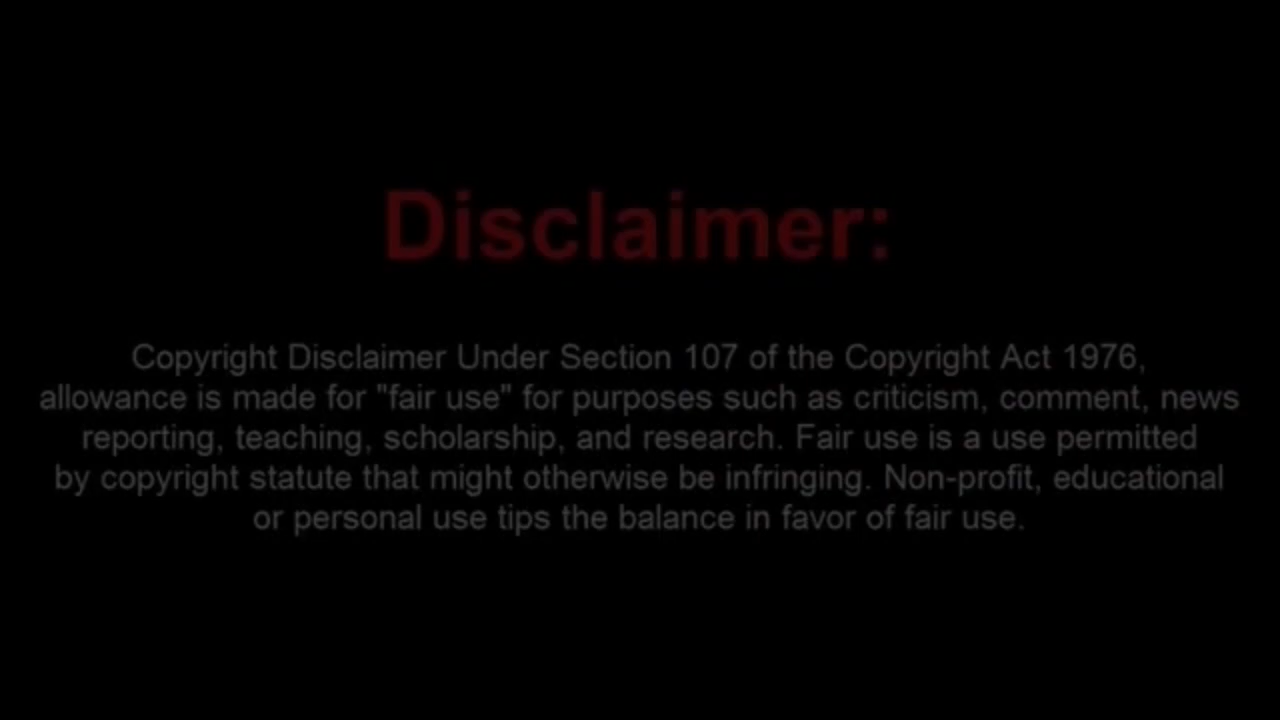 Disclaimer:
Copyright Disclaimer Under Section 107 of the Copyright Act 1976,
allowance is made for "fair use" for purposes such as criticism, comment, news
reporting, teaching, scholarship, and research. Fair use is a use permitted
by copyright statute that might otherwise be infringing. Non-profit, educational
or personal use tips the balance in favor of fair use.